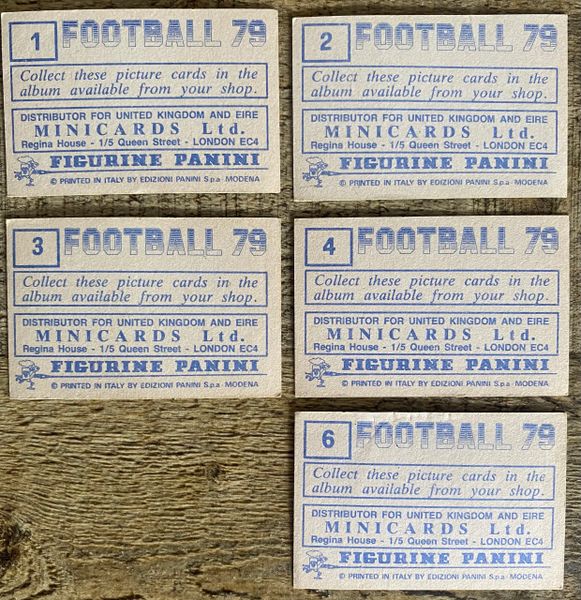 1 FOOTBALL 79
Collect these picture cards in the
album available from your shop.
DISTRIBUTOR FOR UNITED KINGDOM AND EIRE
MINICARDS Ltd.
Regina House - 1/5 Queen Street - LONDON EC4
FIGURINE PANINI
© PRINTED IN ITALY BY EDIZIONI PANINI S.p.a - MODENA
2 FOOTBALL 79
Collect these picture cards in the
album available from your shop.
DISTRIBUTOR FOR UNITED KINGDOM AND EIRE
MINICARDS Ltd.
Regina House - 1/5 Queen Street - LONDON EC4
FIGURINE PANINI
© PRINTED IN ITALY BY EDIZIONI PANINI S.p.a - MODENA
3 FOOTBALL 79
Collect these picture cards in the
album available from your shop.
DISTRIBUTOR FOR UNITED KINGDOM AND EIRE
MINICARDS Ltd.
Regina House - 1/5 Queen Street - LONDON EC4
FIGURINE PANINI
© PRINTED IN ITALY BY EDIZIONI PANINI S.p.a - MODENA
4 FOOTBALL 79
Collect these picture cards in the
album available from your shop.
DISTRIBUTOR FOR UNITED KINGDOM AND EIRE
MINICARDS Ltd.
Regina House - 1/5 Queen Street - LONDON EC4
FIGURINE PANINI
© PRINTED IN ITALY BY EDIZIONI PANINI S.p.a - MODENA
6 FOOTBALL 79
Collect these picture cards in the
album available from your shop.
DISTRIBUTOR FOR UNITED KINGDOM AND EIRE
MINICARDS Ltd.
Regina House - 1/5 Queen Street - LONDON EC4
FIGURINE PANINI
© PRINTED IN ITALY BY EDIZIONI PANINI S.p.a - MODENA